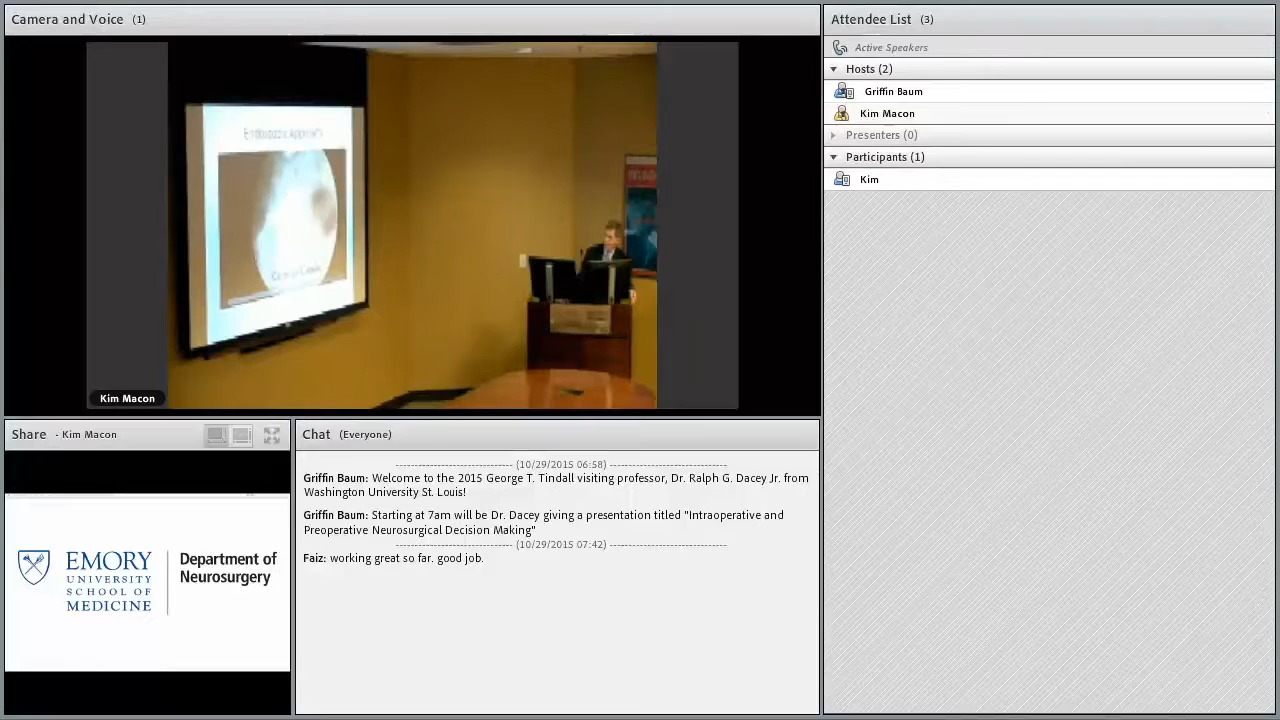 Camera and Voice (1)
Kim Macon
Attendee List (3)
Active Speakers
Hosts (2)
Griffin Baum
Kim Macon
Presenters (0)
Participants (1)
Kim
Share - Kim Macon
EMORY
UNIVERSITY
SCHOOL OF
MEDICINE
Department of
Neurosurgery
Chat (Everyone)
(10/29/2015 06:58)
Griffin Baum: Welcome to the 2015 George T. Tindall visiting professor, Dr. Ralph G. Dacey Jr. from
Washington University St. Louis!
Griffin Baum: Starting at 7am will be Dr. Dacey giving a presentation titled "Intraoperative and
Preoperative Neurosurgical Decision Making"
(10/29/2015 07:42)
Faiz: working great so far. good job.